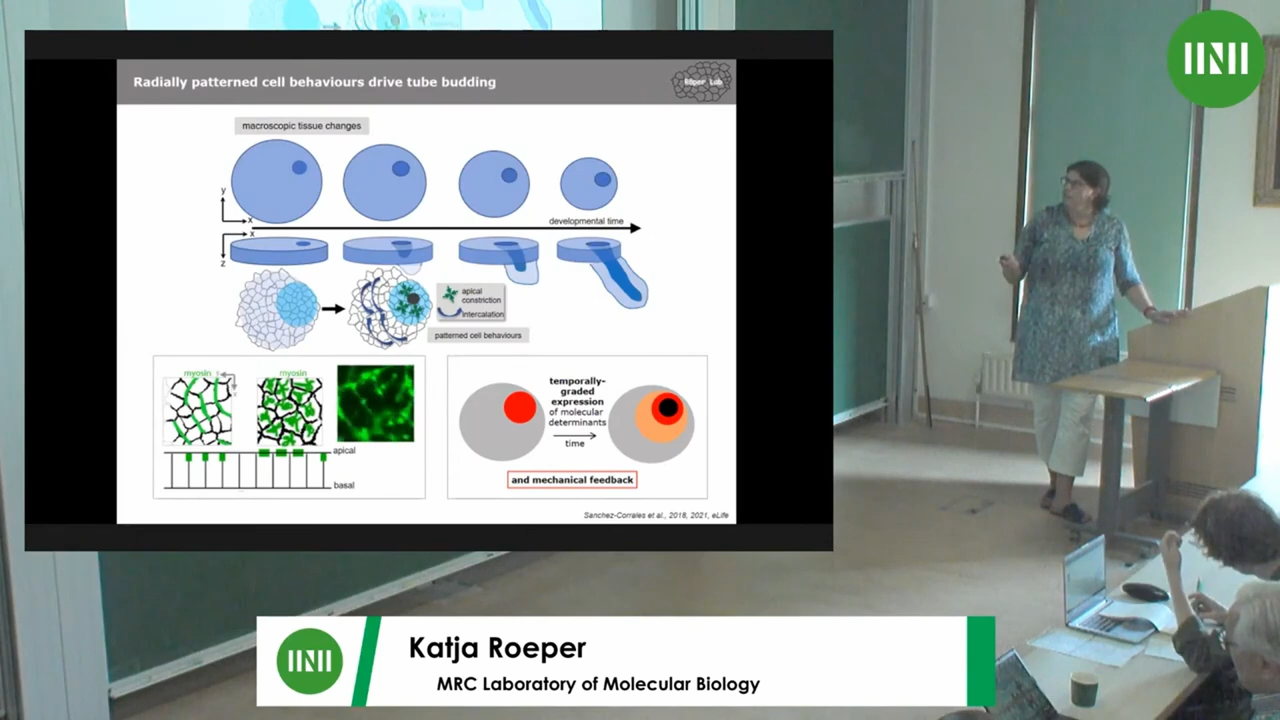 Radially patterned cell behaviours drive tube budding
Röper Lab
macroscopic tissue changes
y
x
developmental time
x
z
apical
constriction
intercalation
patterned cell behaviours
myosin
myosin
apical
basal
temporally-
graded
expression
of molecular
determinants
time
and mechanical feedback
Sanchez-Corrales et al., 2018, 2021, eLife
Katja Roeper
MRC Laboratory of Molecular Biology